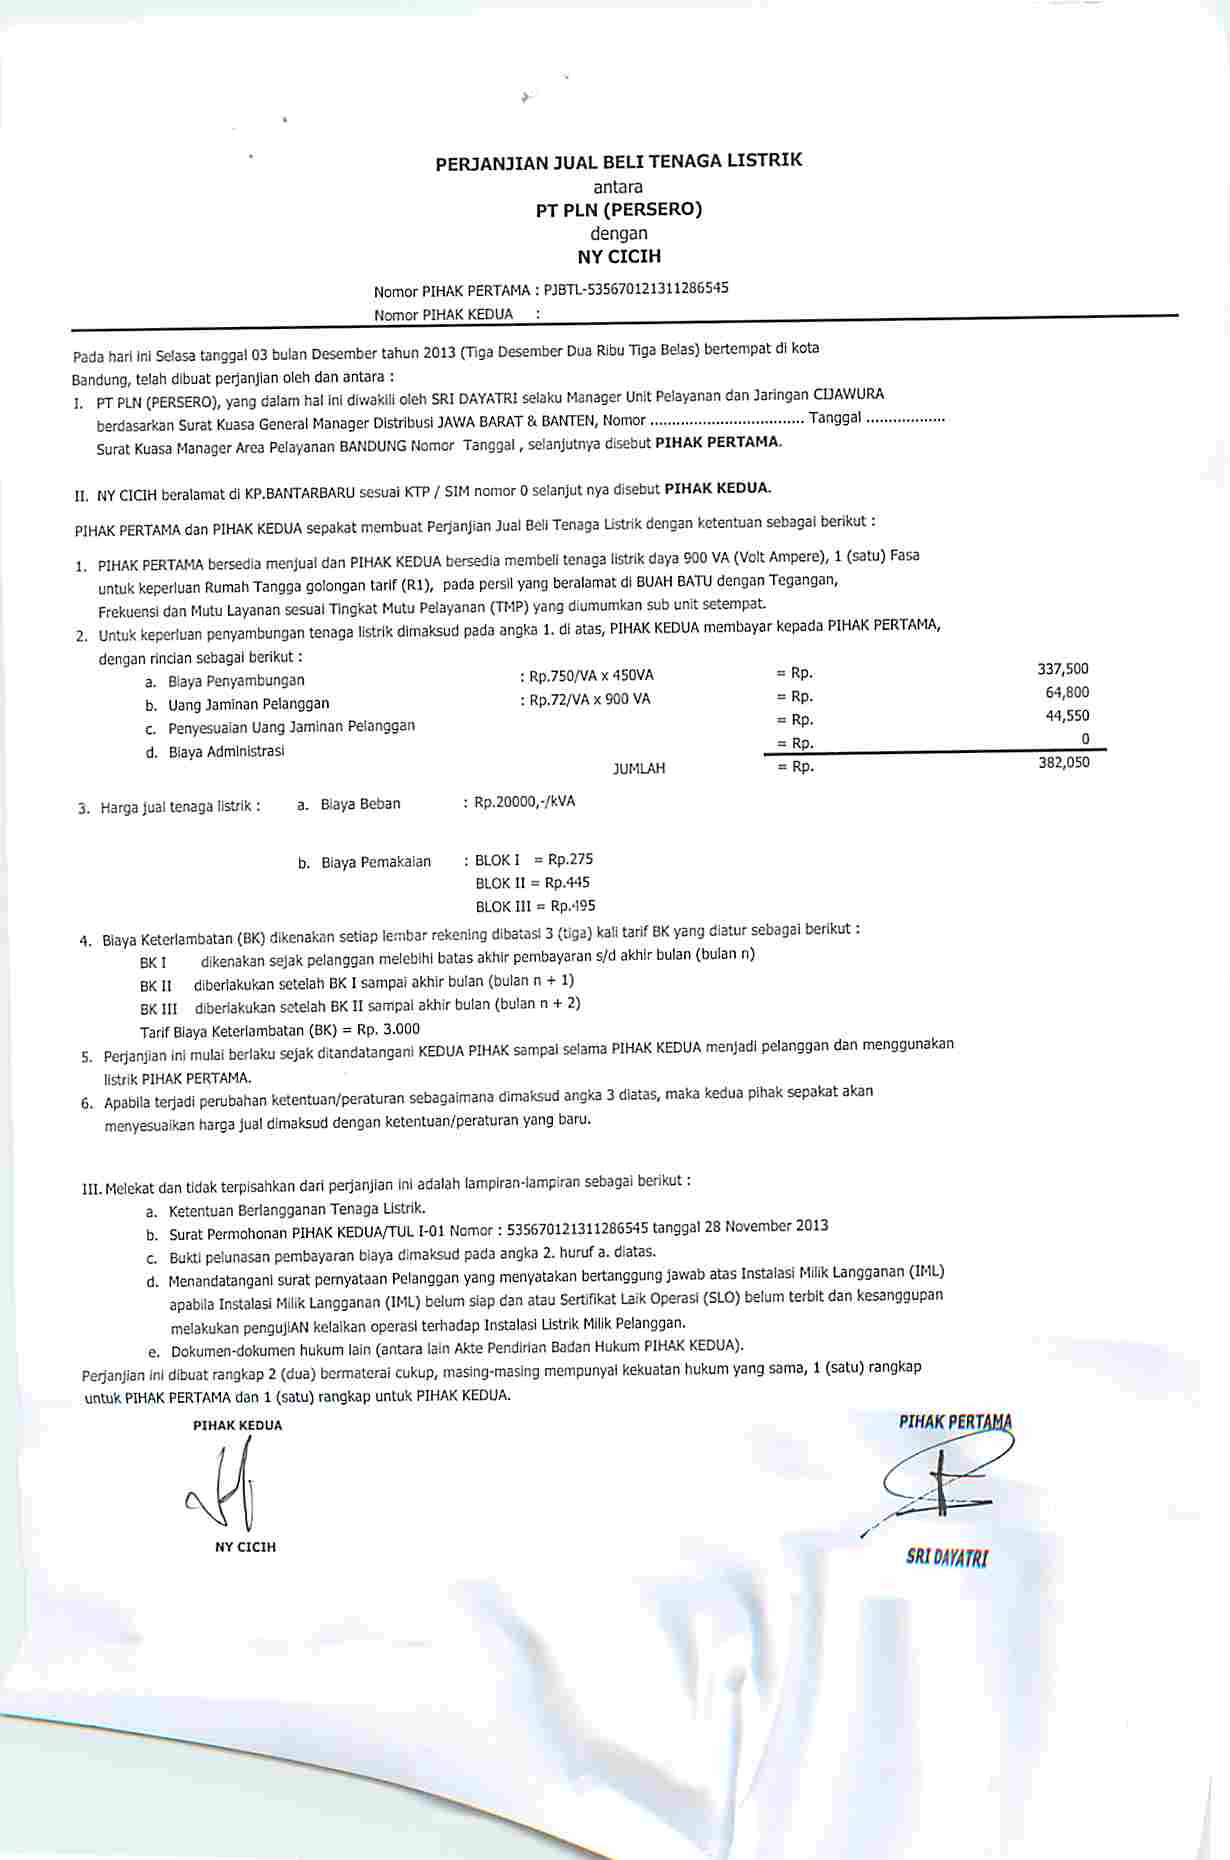 PERJANJIAN JUAL BELI TENAGA LISTRIK
antara
PT PLN (PERSERO)
dengan
NY CICIH
Nomor PIHAK PERTAMA : PJBTL-535670121311286545
Nomor PIHAK KEDUA :
Pada hari ini Selasa tanggal 03 bulan Desember tahun 2013 (Tiga Desember Dua Ribu Tiga Belas) bertempat di kota
Bandung, telah dibuat perjanjian oleh dan antara :
I. PT PLN (PERSERO), yang dalam hal ini diwakili oleh SRI DAYATRI selaku Manager Unit Pelayanan dan Jaringan CIJAWURA
berdasarkan Surat Kuasa General Manager Distribusi JAWA BARAT & BANTEN, Nomor .................................. Tanggal ..................
Surat Kuasa Manager Area Pelayanan BANDUNG Nomor Tanggal , selanjutnya disebut PIHAK PERTAMA.
II. NY CICIH beralamat di KP.BANTARBARU sesuai KTP / SIM nomor 0 selanjut nya disebut PIHAK KEDUA.
PIHAK PERTAMA dan PIHAK KEDUA sepakat membuat Perjanjian Jual Beli Tenaga Listrik dengan ketentuan sebagai berikut :
1. PIHAK PERTAMA bersedia menjual dan PIHAK KEDUA bersedia membeli tenaga listrik daya 900 VA (Volt Ampere), 1 (satu) Fasa
untuk keperluan Rumah Tangga golongan tarif (R1), pada persil yang beralamat di BUAH BATU dengan Tegangan,
Frekuensi dan Mutu Layanan sesuai Tingkat Mutu Pelayanan (TMP) yang diumumkan sub unit setempat.
2. Untuk keperluan penyambungan tenaga listrik dimaksud pada angka 1. di atas, PIHAK KEDUA membayar kepada PIHAK PERTAMA,
dengan rincian sebagai berikut :
a. Biaya Penyambungan : Rp.750/VA x 450VA = Rp. 337,500
b. Uang Jaminan Pelanggan : Rp.72/VA x 900 VA = Rp. 64,800
c. Penyesuaian Uang Jaminan Pelanggan = Rp. 44,550
d. Biaya Administrasi = Rp. 0
JUMLAH = Rp. 382,050
3. Harga jual tenaga listrik : a. Biaya Beban : Rp.20000,-/kVA
b. Biaya Pemakaian : BLOK I = Rp.275
BLOK II = Rp.445
BLOK III = Rp.495
4. Biaya Keterlambatan (BK) dikenakan setiap lembar rekening dibatasi 3 (tiga) kali tarif BK yang diatur sebagai berikut :
BK I dikenakan sejak pelanggan melebihi batas akhir pembayaran s/d akhir bulan (bulan n)
BK II diberlakukan setelah BK I sampai akhir bulan (bulan n + 1)
BK III diberlakukan setelah BK II sampai akhir bulan (bulan n + 2)
Tarif Biaya Keterlambatan (BK) = Rp. 3.000
5. Perjanjian ini mulai berlaku sejak ditandatangani KEDUA PIHAK sampai selama PIHAK KEDUA menjadi pelanggan dan menggunakan
listrik PIHAK PERTAMA.
6. Apabila terjadi perubahan ketentuan/peraturan sebagaimana dimaksud angka 3 diatas, maka kedua pihak sepakat akan
menyesuaikan harga jual dimaksud dengan ketentuan/peraturan yang baru.
III. Melekat dan tidak terpisahkan dari perjanjian ini adalah lampiran-lampiran sebagai berikut :
a. Ketentuan Berlangganan Tenaga Listrik.
b. Surat Permohonan PIHAK KEDUA/TUL I-01 Nomor : 535670121311286545 tanggal 28 November 2013
c. Bukti pelunasan pembayaran biaya dimaksud pada angka 2. huruf a. diatas.
d. Menandatangani surat pernyataan Pelanggan yang menyatakan bertanggung jawab atas Instalasi Milik Langganan (IML)
apabila Instalasi Milik Langganan (IML) belum siap dan atau Sertifikat Laik Operasi (SLO) belum terbit dan kesanggupan
melakukan pengujiAN kelaikan operasi terhadap Instalasi Listrik Milik Pelanggan.
e. Dokumen-dokumen hukum lain (antara lain Akte Pendirian Badan Hukum PIHAK KEDUA).
Perjanjian ini dibuat rangkap 2 (dua) bermaterai cukup, masing-masing mempunyai kekuatan hukum yang sama, 1 (satu) rangkap
untuk PIHAK PERTAMA dan 1 (satu) rangkap untuk PIHAK KEDUA.
PIHAK KEDUA PIHAK PERTAMA
NY CICIH SRI DAYATRI